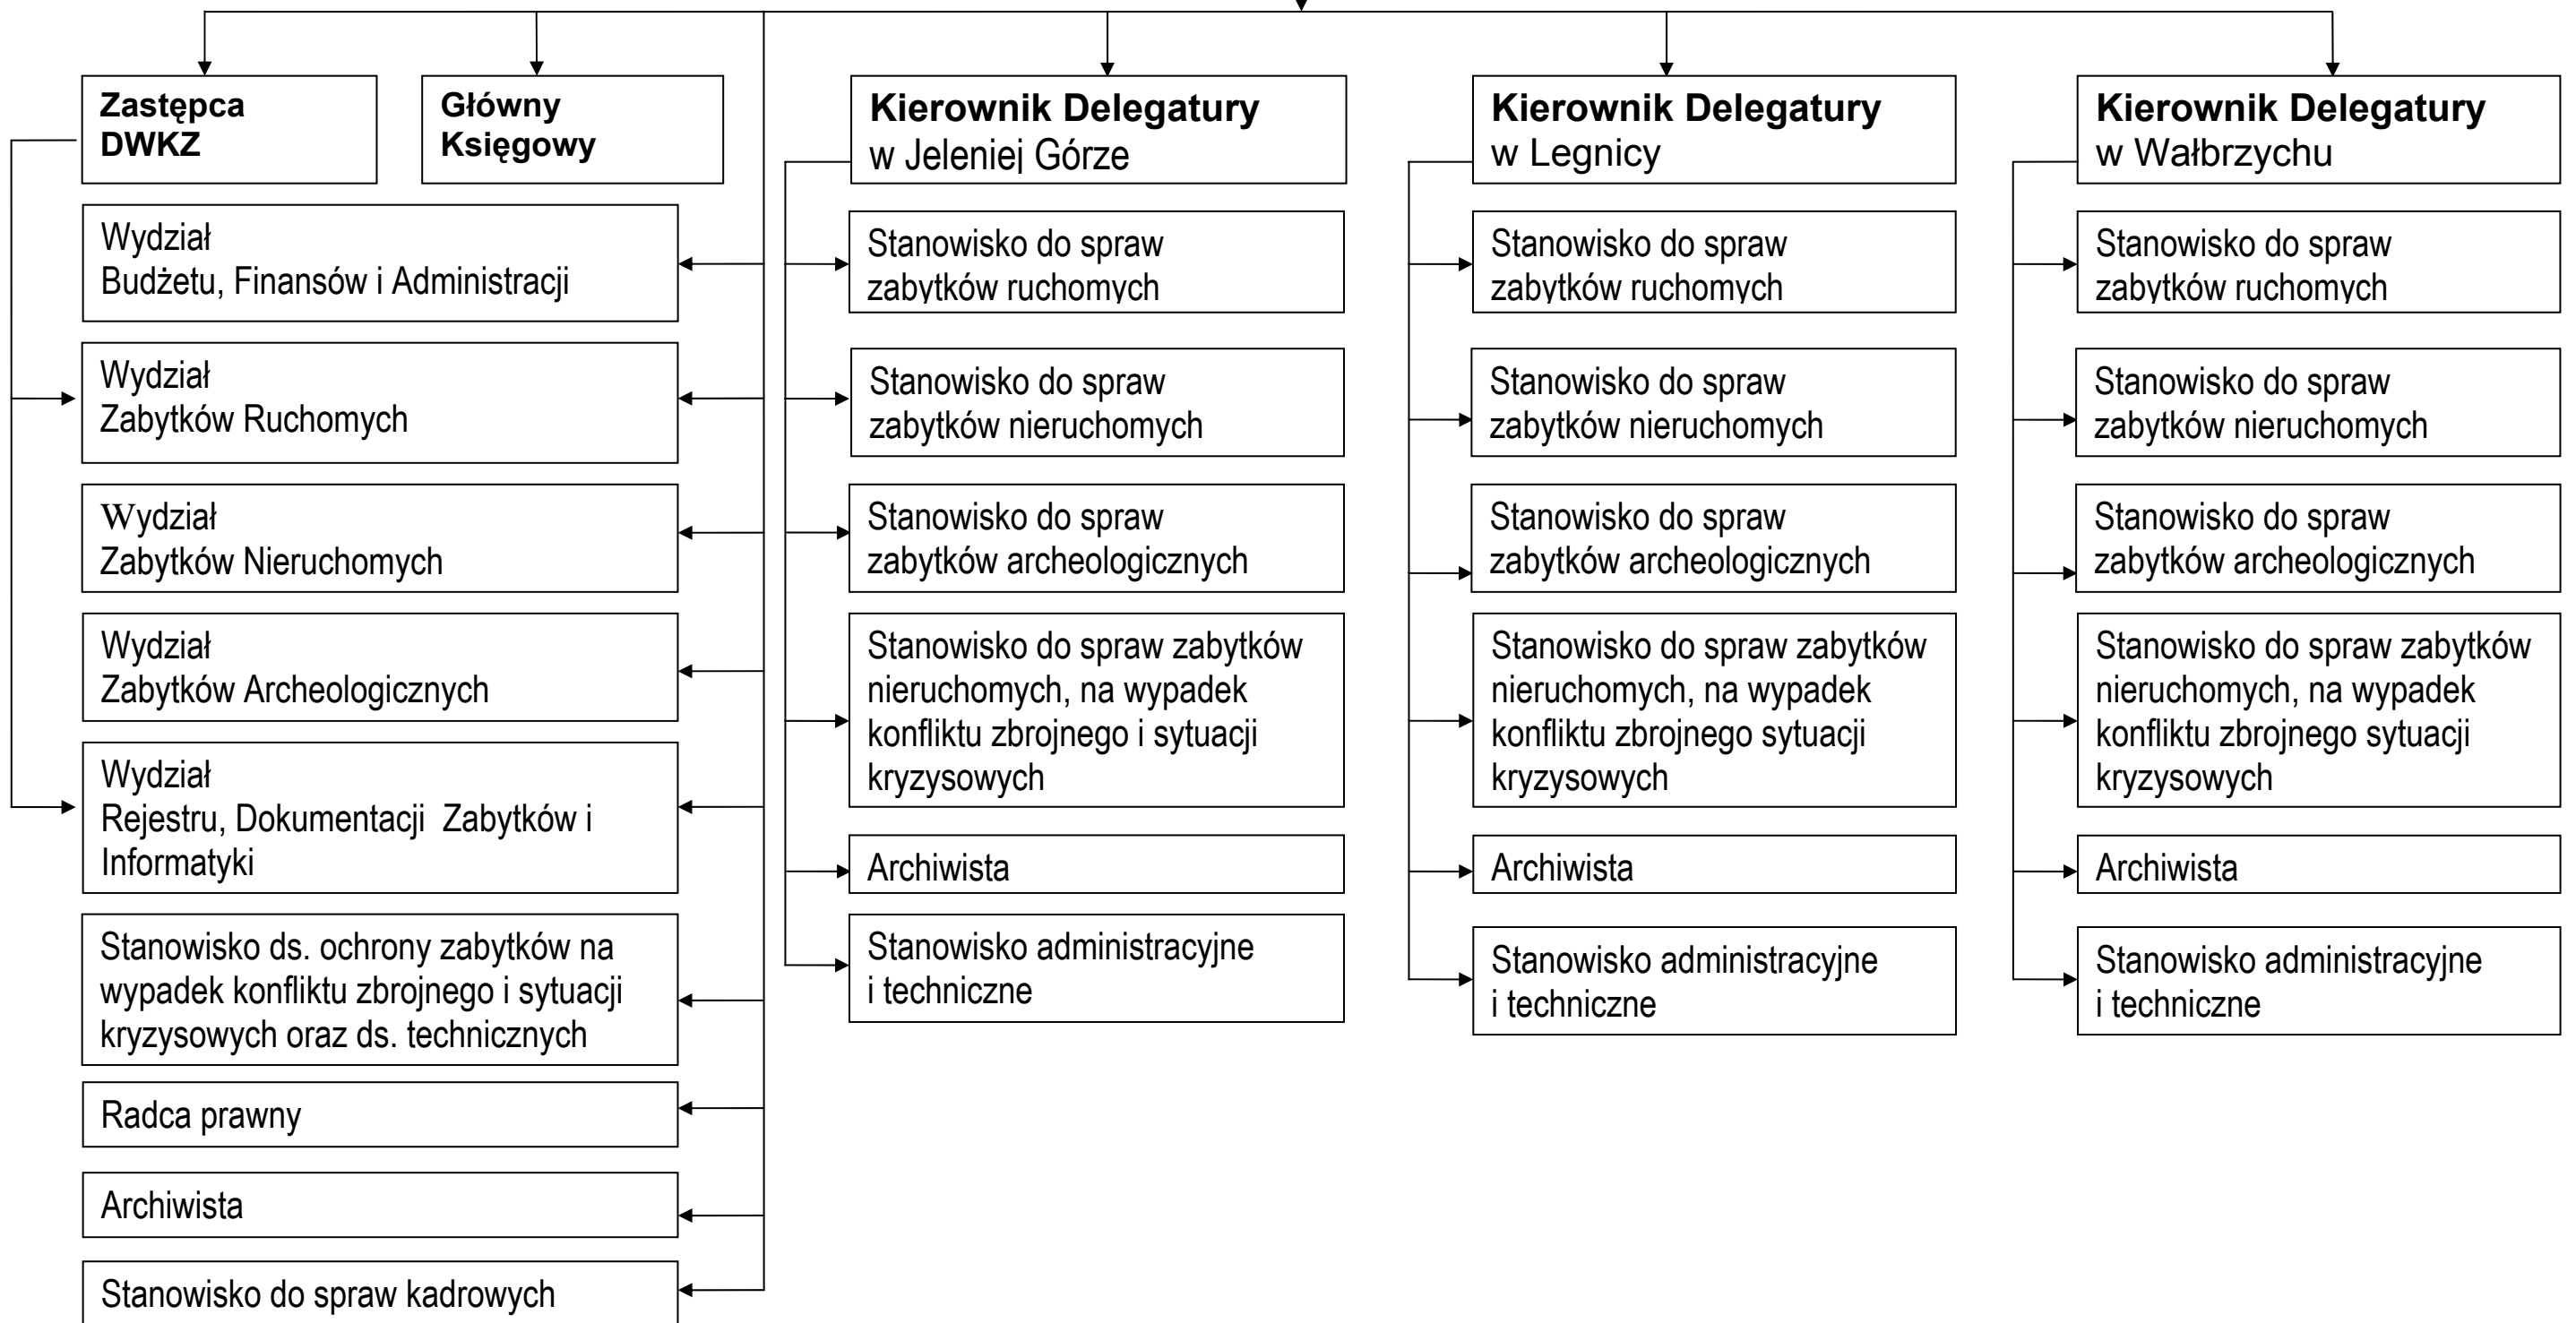 Zastępca
DWKZ
Główny
Księgowy
Kierownik Delegatury
w Jeleniej Górze
Kierownik Delegatury
w Legnicy
Kierownik Delegatury
w Wałbrzychu
Wydział
Budżetu, Finansów i Administracji
Wydział
Zabytków Ruchomych
Wydział
Zabytków Nieruchomych
Wydział
Zabytków Archeologicznych
Wydział
Rejestru, Dokumentacji Zabytków i
Informatyki
Stanowisko ds. ochrony zabytków na
wypadek konfliktu zbrojnego i sytuacji
kryzysowych oraz ds. technicznych
Radca prawny
Archiwista
Stanowisko do spraw kadrowych
Stanowisko do spraw
zabytków ruchomych
Stanowisko do spraw
zabytków nieruchomych
Stanowisko do spraw
zabytków archeologicznych
Stanowisko do spraw zabytków
nieruchomych, na wypadek
konfliktu zbrojnego i sytuacji
kryzysowych
Archiwista
Stanowisko administracyjne
i techniczne
Stanowisko do spraw
zabytków ruchomych
Stanowisko do spraw
zabytków nieruchomych
Stanowisko do spraw
zabytków archeologicznych
Stanowisko do spraw zabytków
nieruchomych, na wypadek
konfliktu zbrojnego sytuacji
kryzysowych
Archiwista
Stanowisko administracyjne
i techniczne
Stanowisko do spraw
zabytków ruchomych
Stanowisko do spraw
zabytków nieruchomych
Stanowisko do spraw
zabytków archeologicznych
Stanowisko do spraw zabytków
nieruchomych, na wypadek
konfliktu zbrojnego sytuacji
kryzysowych
Archiwista
Stanowisko administracyjne
i techniczne